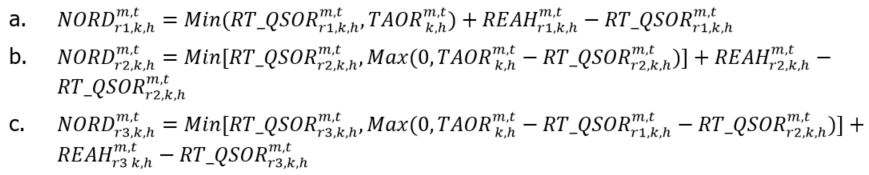 a. NORD^{m,t}_{r1,k,h} = Min(RT_QSOR^{m,t}_{r1,k,h}, TAOR^{m,t}_{k,h}) + REAH^{m,t}_{r1,k,h} − RT_QSOR^{m,t}_{r1,k,h}
b. NORD^{m,t}_{r2,k,h} = Min[RT_QSOR^{m,t}_{r2,k,h}, Max(0, TAOR^{m,t}_{k,h} − RT_QSOR^{m,t}_{r2,k,h})] + REAH^{m,t}_{r2,k,h} −
RT_QSOR^{m,t}_{r2,k,h}
c. NORD^{m,t}_{r3,k,h} = Min[RT_QSOR^{m,t}_{r3,k,h}, Max(0, TAOR^{m,t}_{k,h} − RT_QSOR^{m,t}_{r1,k,h} − RT_QSOR^{m,t}_{r2,k,h})] +
REAH^{m,t}_{r3 k,h} − RT_QSOR^{m,t}_{r3,k,h}